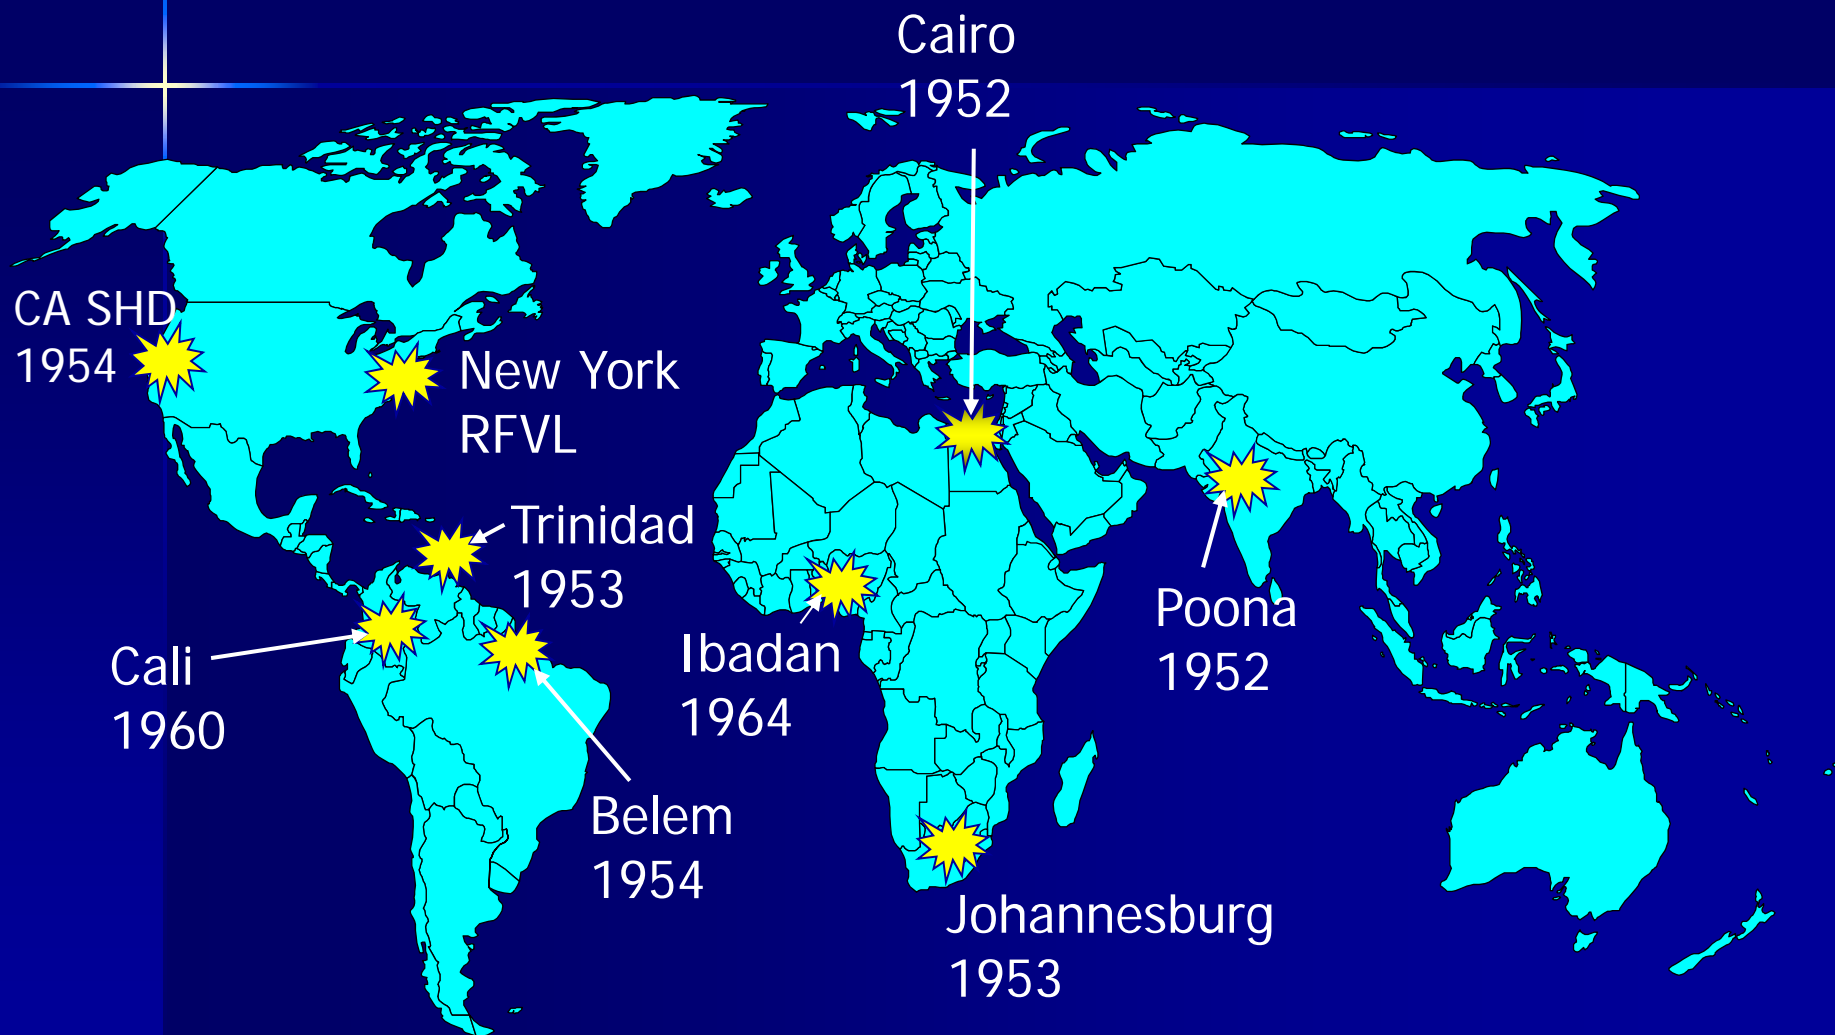 Cairo
1952
CA SHD
1954
New York
RFVL
Trinidad
1953
Cali
1960
Ibadan
1964
Poona
1952
Belem
1954
Johannesburg
1953